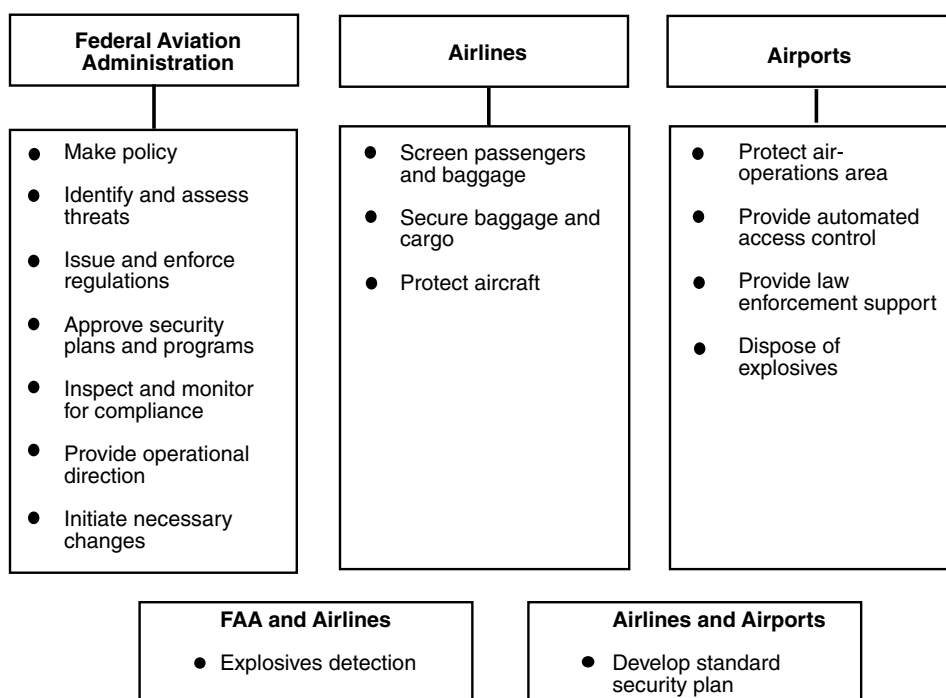 Federal Aviation
Administration
● Make policy
● Identify and assess
threats
● Issue and enforce
regulations
● Approve security
plans and programs
● Inspect and monitor
for compliance
● Provide operational
direction
● Initiate necessary
changes
Airlines
● Screen passengers
and baggage
● Secure baggage and
cargo
● Protect aircraft
Airports
● Protect air-
operations area
● Provide automated
access control
● Provide law
enforcement support
● Dispose of
explosives
FAA and Airlines
● Explosives detection
Airlines and Airports
● Develop standard
security plan